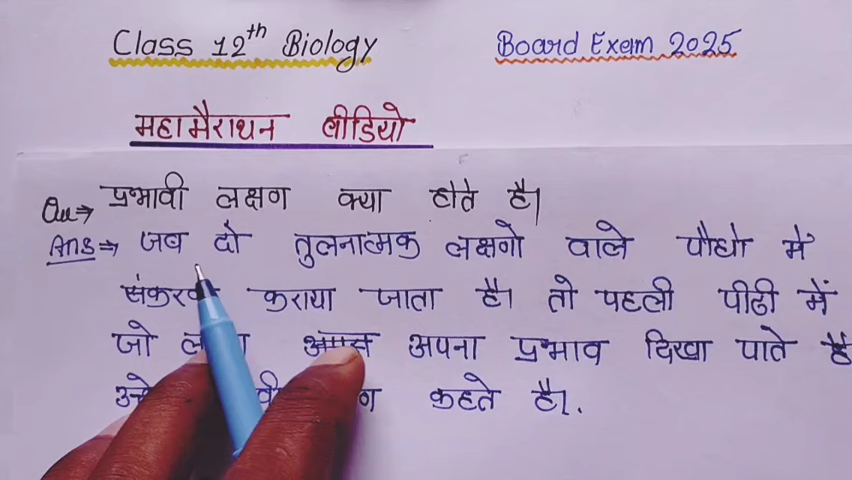 Class 12th Biology
Board Exam 2025
महामैराथन वीडियो
Qu⇒ प्रभावी लक्षण क्या होते है।
Ans⇒ जब दो तुलनात्मक लक्षणो वाले पौधो में
कराया जाता है। तो पहली पीढी में
जो अपना प्रभाव दिखा पाते है
कहते है।.